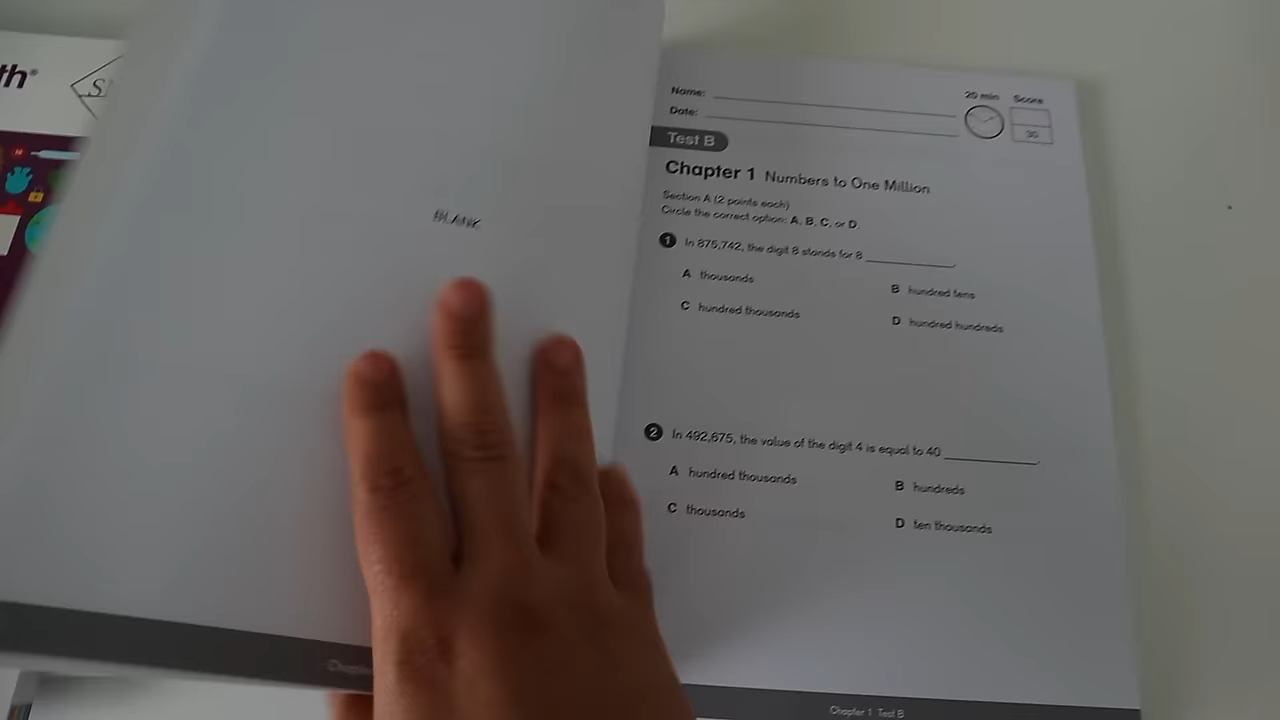 th®
BLANK
Name:
Date:
20 min
Score
30
Test B
Chapter 1 Numbers to One Million
Section A (2 points each)
Circle the correct option: A, B, C, or D.
1 In 875,742, the digit 8 stands for 8 ________.
A thousands
B hundred tens
C hundred thousands
D hundred hundreds
2 In 492,675, the value of the digit 4 is equal to 40 ________.
A hundred thousands
B hundreds
C thousands
D ten thousands
Chapter 1 Test B